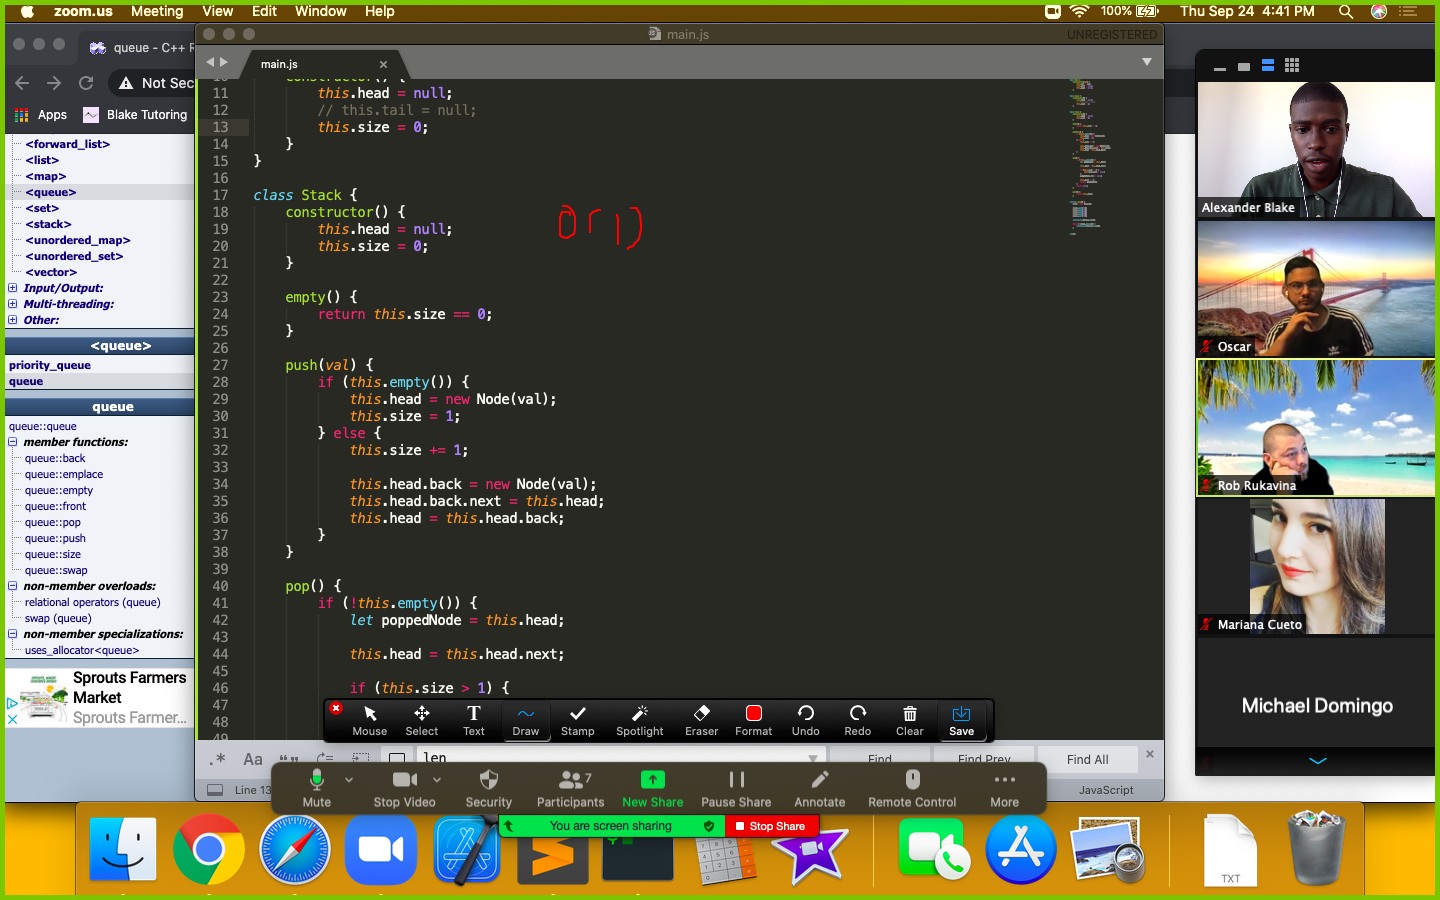 zoom.us Meeting View Edit Window Help 100% Thu Sep 24 4:41 PM
queue - C++ R
Not Sec
Apps Blake Tutoring
<forward_list>
<list>
<map>
<queue>
<set>
<stack>
<unordered_map>
<unordered_set>
<vector>
Input/Output:
Multi-threading:
Other:
<queue>
priority_queue
queue
queue
queue::queue
member functions:
queue::back
queue::emplace
queue::empty
queue::front
queue::pop
queue::push
queue::size
queue::swap
non-member overloads:
relational operators (queue)
swap (queue)
non-member specializations:
uses_allocator<queue>
Sprouts Farmers
Market
Sprouts Farmer...
main.js UNREGISTERED
main.js
10 constructor() {
11 this.head = null;
12 // this.tail = null;
13 this.size = 0;
14 }
15 }
16
17 class Stack {
18 constructor() {
19 this.head = null;
20 this.size = 0;
21 }
22
23 empty() {
24 return this.size == 0;
25 }
26
27 push(val) {
28 if (this.empty()) {
29 this.head = new Node(val);
30 this.size = 1;
31 } else {
32 this.size += 1;
33
34 this.head.back = new Node(val);
35 this.head.back.next = this.head;
36 this.head = this.head.back;
37 }
38 }
39
40 pop() {
41 if (!this.empty()) {
42 let poppedNode = this.head;
43
44 this.head = this.head.next;
45
46 if (this.size > 1) {
47
48
49
Mouse Select Text Draw Stamp Spotlight Eraser Format Undo Redo Clear Save
.* Aa len Find Find Prev Find All
Line 13 JavaScript
Mute Stop Video Security Participants 7 New Share Pause Share Annotate Remote Control More
You are screen sharing Stop Share
Alexander Blake
Oscar
Rob Rukavina
Mariana Cueto
Michael Domingo
TXT